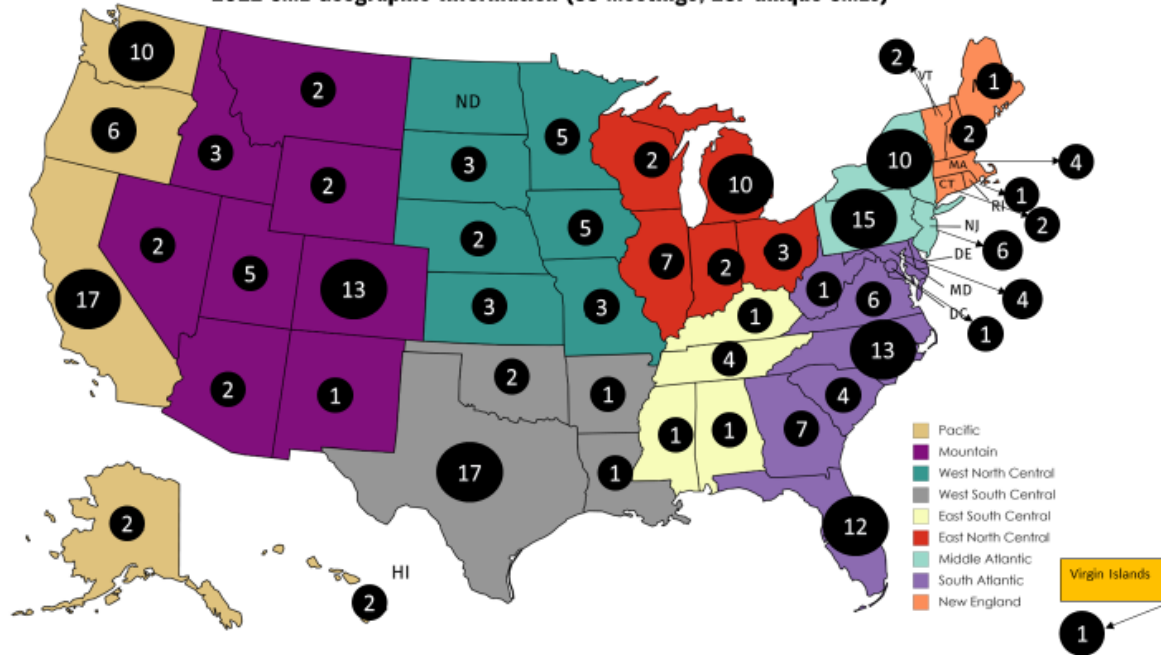 Geographic Information
Meetings,
unique
10
2
ND
5
2
10
2
VT
1
2
6
3
2
3
10
MA
4
CT
1
RI
2
2
5
13
2
5
7
2
3
15
NJ
6
DE
17
3
3
1
1
6
MD
4
DC
1
4
13
2
1
2
1
1
1
7
4
17
1
12
2
HI
2
Pacific
Mountain
West North Central
West South Central
East South Central
East North Central
Middle Atlantic
South Atlantic
New England
Virgin Islands
1